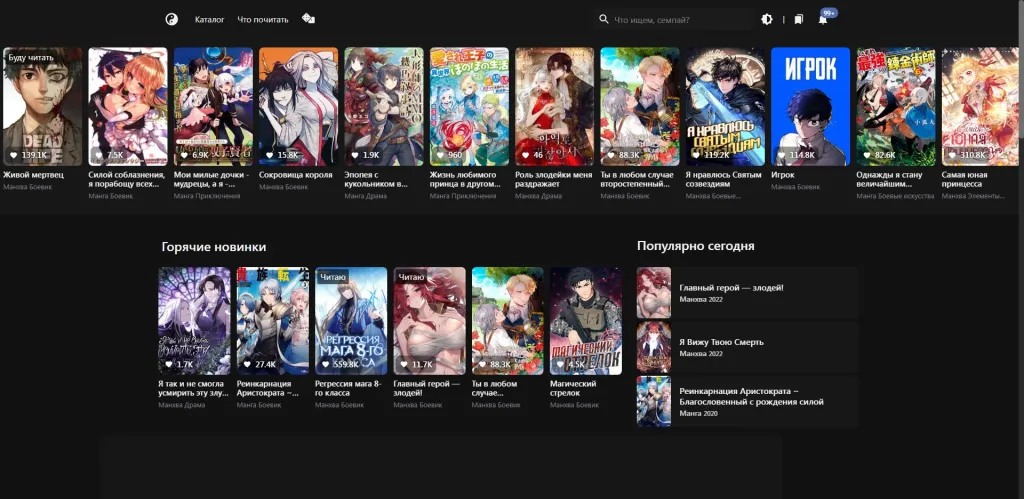 Каталог Что почитать Что ищем, семпай? | 99+
Буду читать
ИГРОК
Я НРАВЛЮСЬ
СВЯТЫМ
139.1K 7.5K 6.9K 15.8K 1.9K 960 46 88.3K 119.2K 114.8K 82.6K 310.8K
Живой мертвец
Манхва Боевик
Силой соблазнения,
я порабощу всех...
Манга Боевик
Мои милые дочки -
мудрецы, а я -...
Манга Приключения
Сокровища короля
Манхва Боевик
Эпопея с
кукольником в...
Манга Драма
Жизнь любимого
принца в другом...
Манга Приключения
Роль злодейки меня
раздражает
Манхва Драма
Ты в любом случае
второстепенный...
Манхва Боевик
Я нравлюсь Святым
созвездиям
Манхва Боевые...
Игрок
Манхва Боевик
Однажды я стану
величайшим...
Манга Боевые искусства
Самая юная
принцесса
Манхва Элементы...
Горячие новинки
Читаю
Читаю
РЕГРЕССИЯ
МАГА 8-ГО
МАГИЧЕСКИЙ
1.7K 27.4K 559.8K 11.7K 88.3K 4.5K
Я так и не смогла
усмирить эту злу...
Манхва Драма
Реинкарнация
Аристократа –...
Манга Боевик
Регрессия мага 8-
го класса
Манхва Боевик
Главный герой —
злодей!
Манхва Боевик
Ты в любом
случае...
Манхва Боевик
Магический
стрелок
Манхва Боевик
Популярно сегодня
Главный герой — злодей!
Манхва 2022
Я Вижу Твою Смерть
Манхва 2022
Реинкарнация Аристократа –
Благословенный с рождения силой
Манга 2020